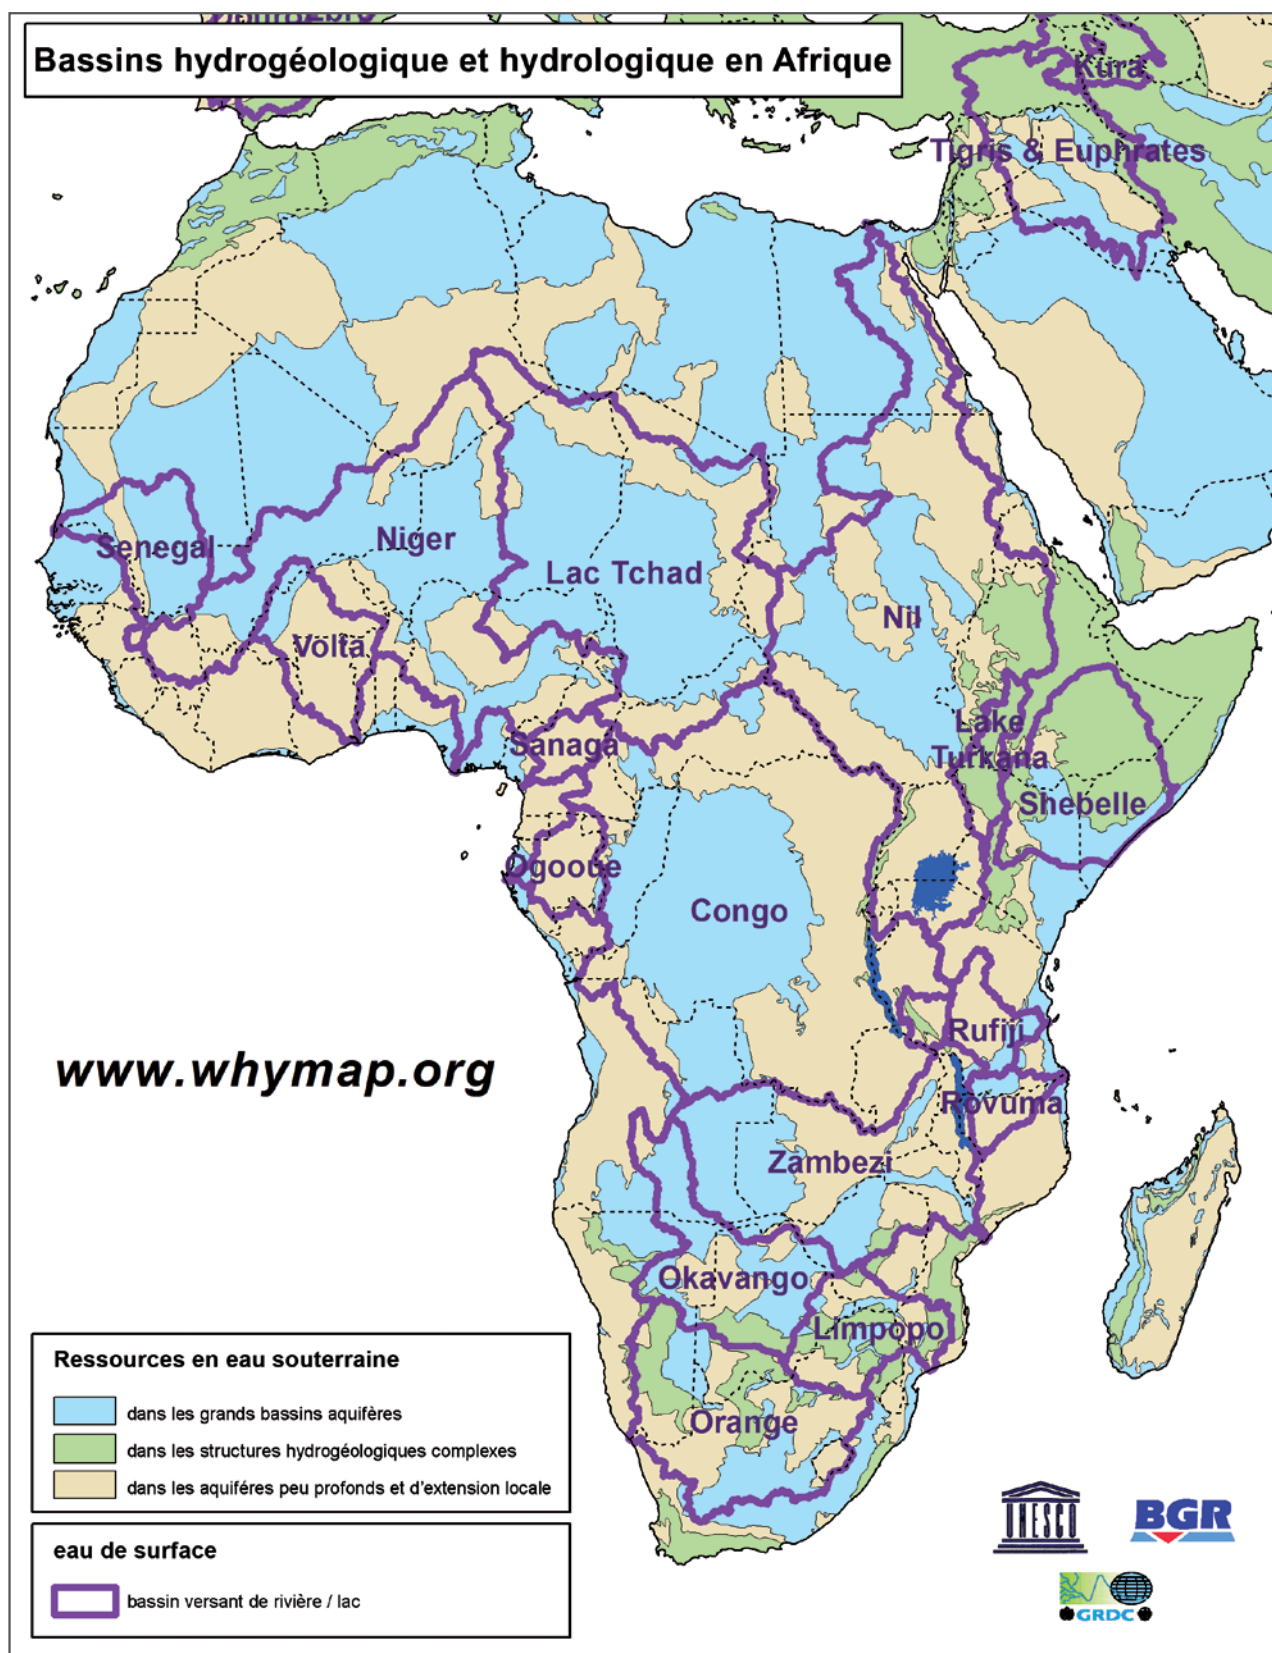 Bassins hydrogéologique et hydrologique en Afrique
Kura
Tigris & Euphrates
Senegal
Niger
Lac Tchad
Nil
Volta
Sanaga
Lake
Turkana
Shebelle
Ogooue
Congo
Rufiji
Rovuma
Zambezi
Okavango
Limpopo
Orange
www.whymap.org
Ressources en eau souterraine
dans les grands bassins aquifères
dans les structures hydrogéologiques complexes
dans les aquiféres peu profonds et d'extension locale
eau de surface
bassin versant de rivière / lac
UNESCO
BGR
GRDC